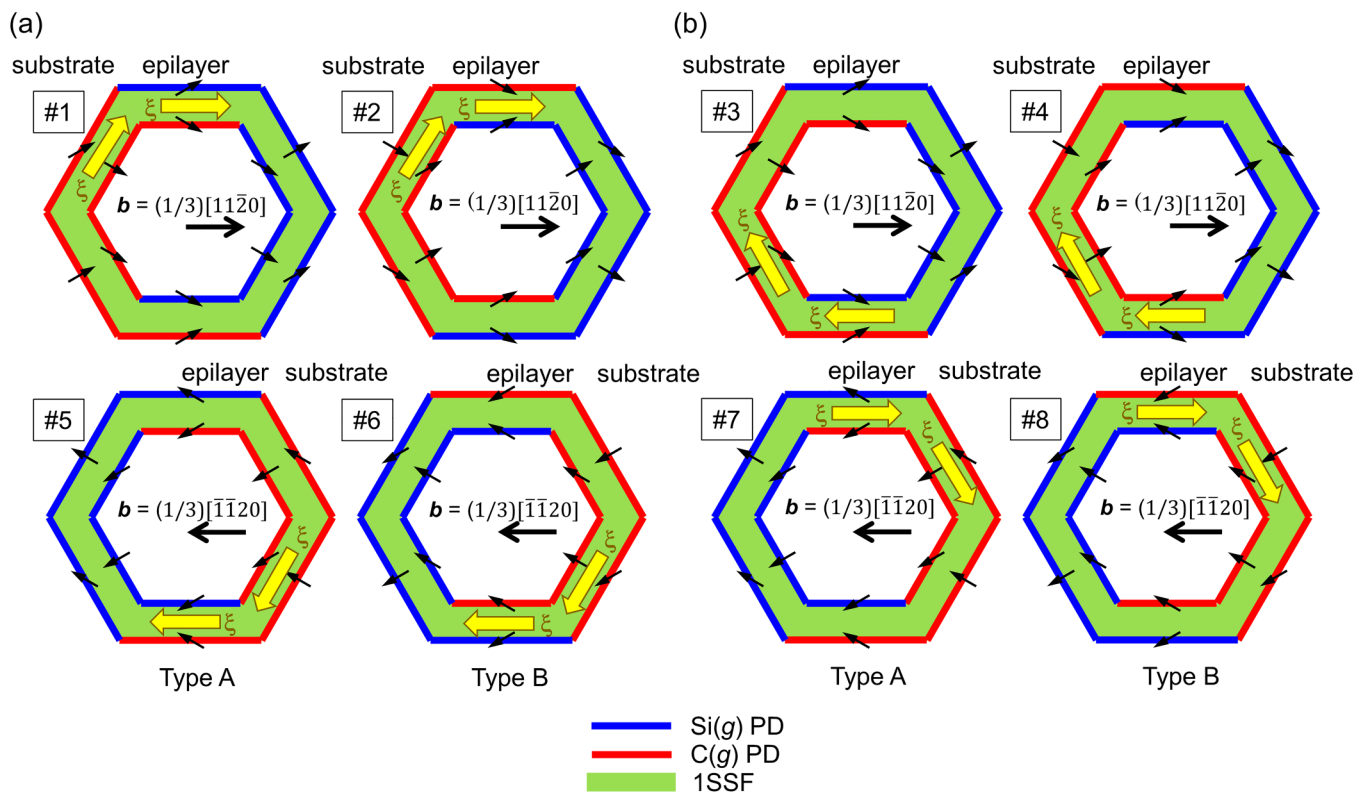 (a)
(b)
substrate epilayer
#1
ξ
ξ
b = (1/3)[112̅0]
substrate epilayer
#2
ξ
ξ
b = (1/3)[112̅0]
substrate epilayer
#3
ξ
ξ
b = (1/3)[112̅0]
substrate epilayer
#4
ξ
ξ
b = (1/3)[112̅0]
epilayer substrate
#5
b = (1/3)[1̅1̅20]
ξ
ξ
epilayer substrate
#6
b = (1/3)[1̅1̅20]
ξ
ξ
epilayer substrate
#7
ξ
ξ
b = (1/3)[1̅1̅20]
epilayer substrate
#8
ξ
ξ
b = (1/3)[1̅1̅20]
Type A
Type B
Type A
Type B
Si(g) PD
C(g) PD
1SSF